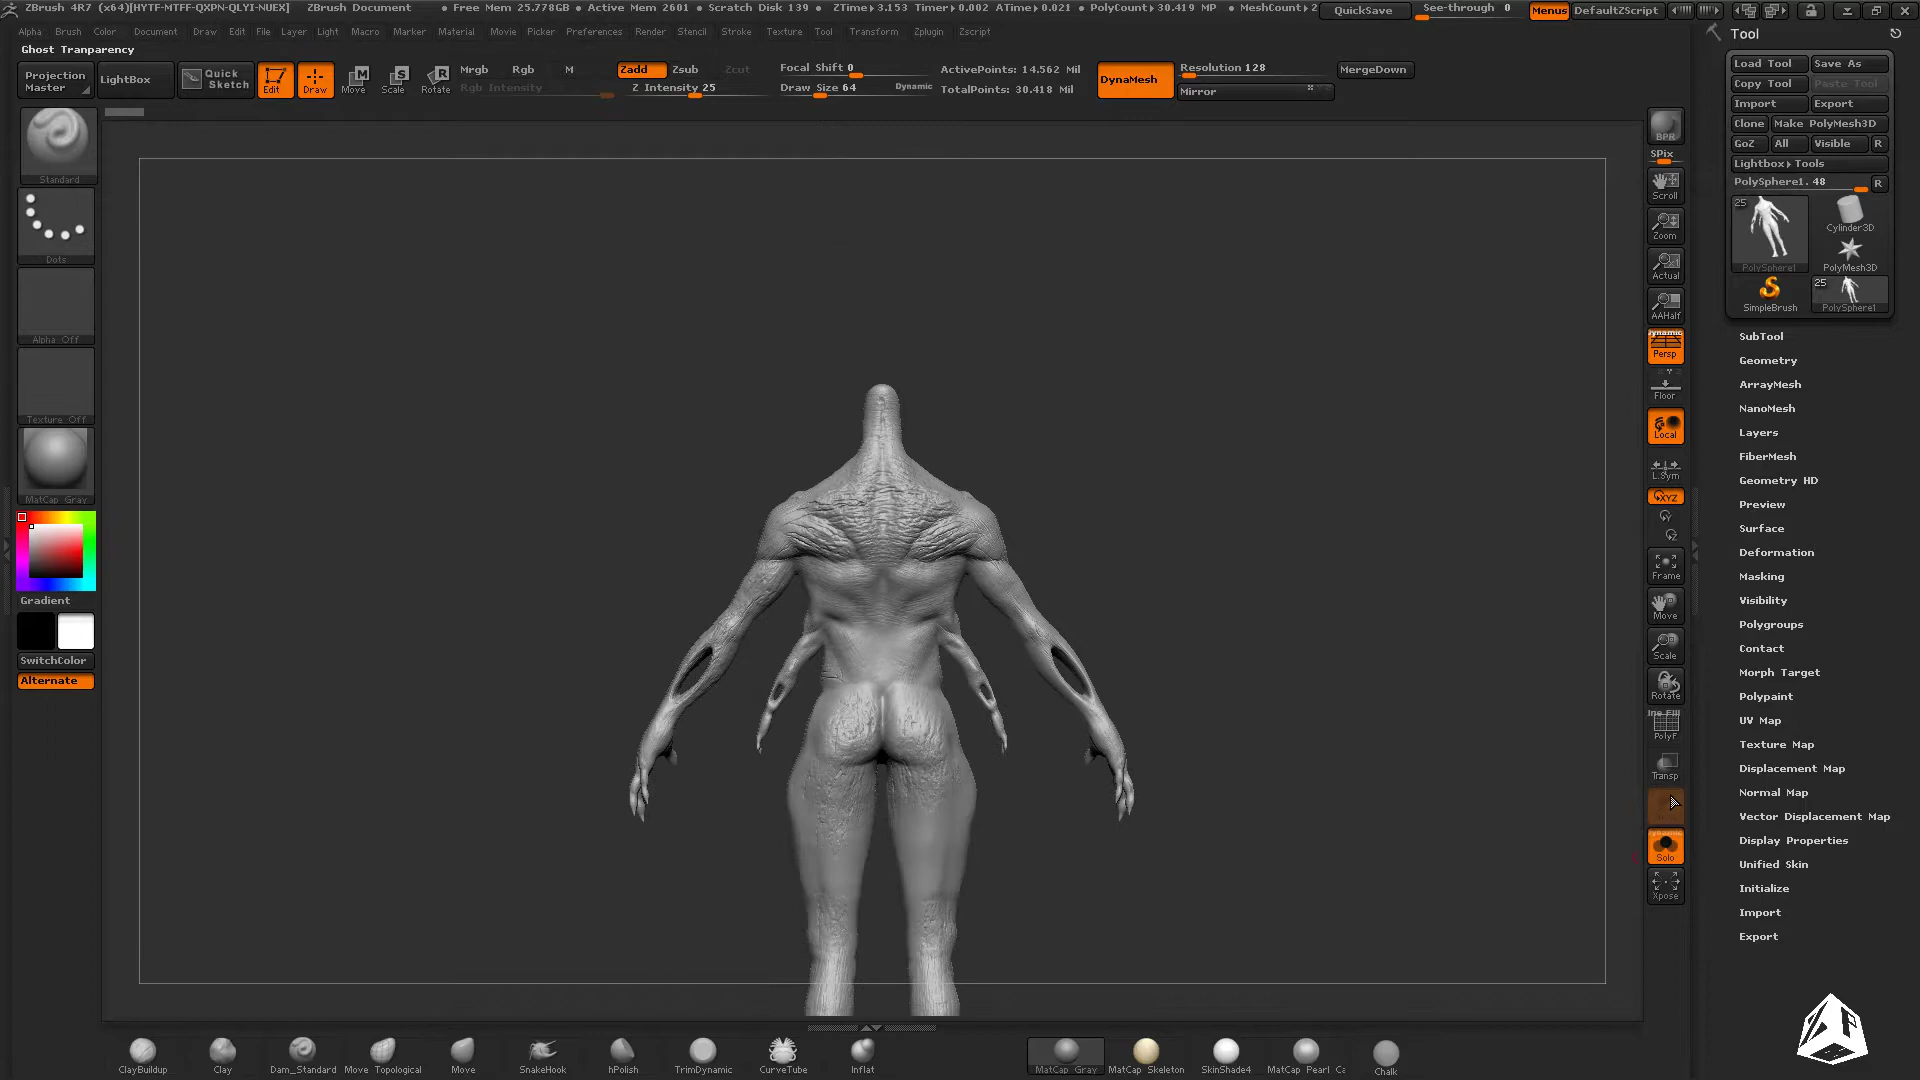 ZBrush 4R7 (x64)[HYTF-MTFF-QXPN-QLYI-NUEX] ZBrush Document • Free Mem 25.778GB • Active Mem 2601 • Scratch Disk 139 • ZTime▸3.153 Timer▸0.002 ATime▸0.021 • PolyCount▸30.419 MP • MeshCount▸2 QuickSave See-through 0 Menus DefaultZScript
Alpha Brush Color Document Draw Edit File Layer Light Macro Marker Material Movie Picker Preferences Render Stencil Stroke Texture Tool Transform Zplugin Zscript
Ghost Tranparency
Projection Master
LightBox
Quick Sketch
Edit
Draw
Move
Scale
Rotate
Mrgb Rgb M
Rgb Intensity
Zadd Zsub Zcut
Z Intensity 25
Focal Shift 0
Draw Size 64 Dynamic
ActivePoints: 14.562 Mil
TotalPoints: 30.418 Mil
DynaMesh
Resolution 128
Mirror
MergeDown
Standard
Dots
Alpha Off
Texture Off
MatCap Gray
Gradient
SwitchColor
Alternate
BPR
SPix
Scroll
Zoom
Actual
AAHalf
Dynamic
Persp
Floor
Local
L.Sym
XYZ
Frame
Move
Scale
Rotate
PolyF
Transp
Solo
Xpose
Tool
Load Tool Save As
Copy Tool Paste Tool
Import Export
Clone Make PolyMesh3D
GoZ All Visible R
Lightbox▸Tools
PolySphere1. 48 R
25
PolySphere1
Cylinder3D
PolyMesh3D
SimpleBrush
25
PolySphere1
SubTool
Geometry
ArrayMesh
NanoMesh
Layers
FiberMesh
Geometry HD
Preview
Surface
Deformation
Masking
Visibility
Polygroups
Contact
Morph Target
Polypaint
UV Map
Texture Map
Displacement Map
Normal Map
Vector Displacement Map
Display Properties
Unified Skin
Initialize
Import
Export
ClayBuildup Clay Dam_Standard Move Topological Move SnakeHook hPolish TrimDynamic CurveTube Inflat MatCap Gray MatCap Skeleton SkinShade4 MatCap Pearl Ca Chalk